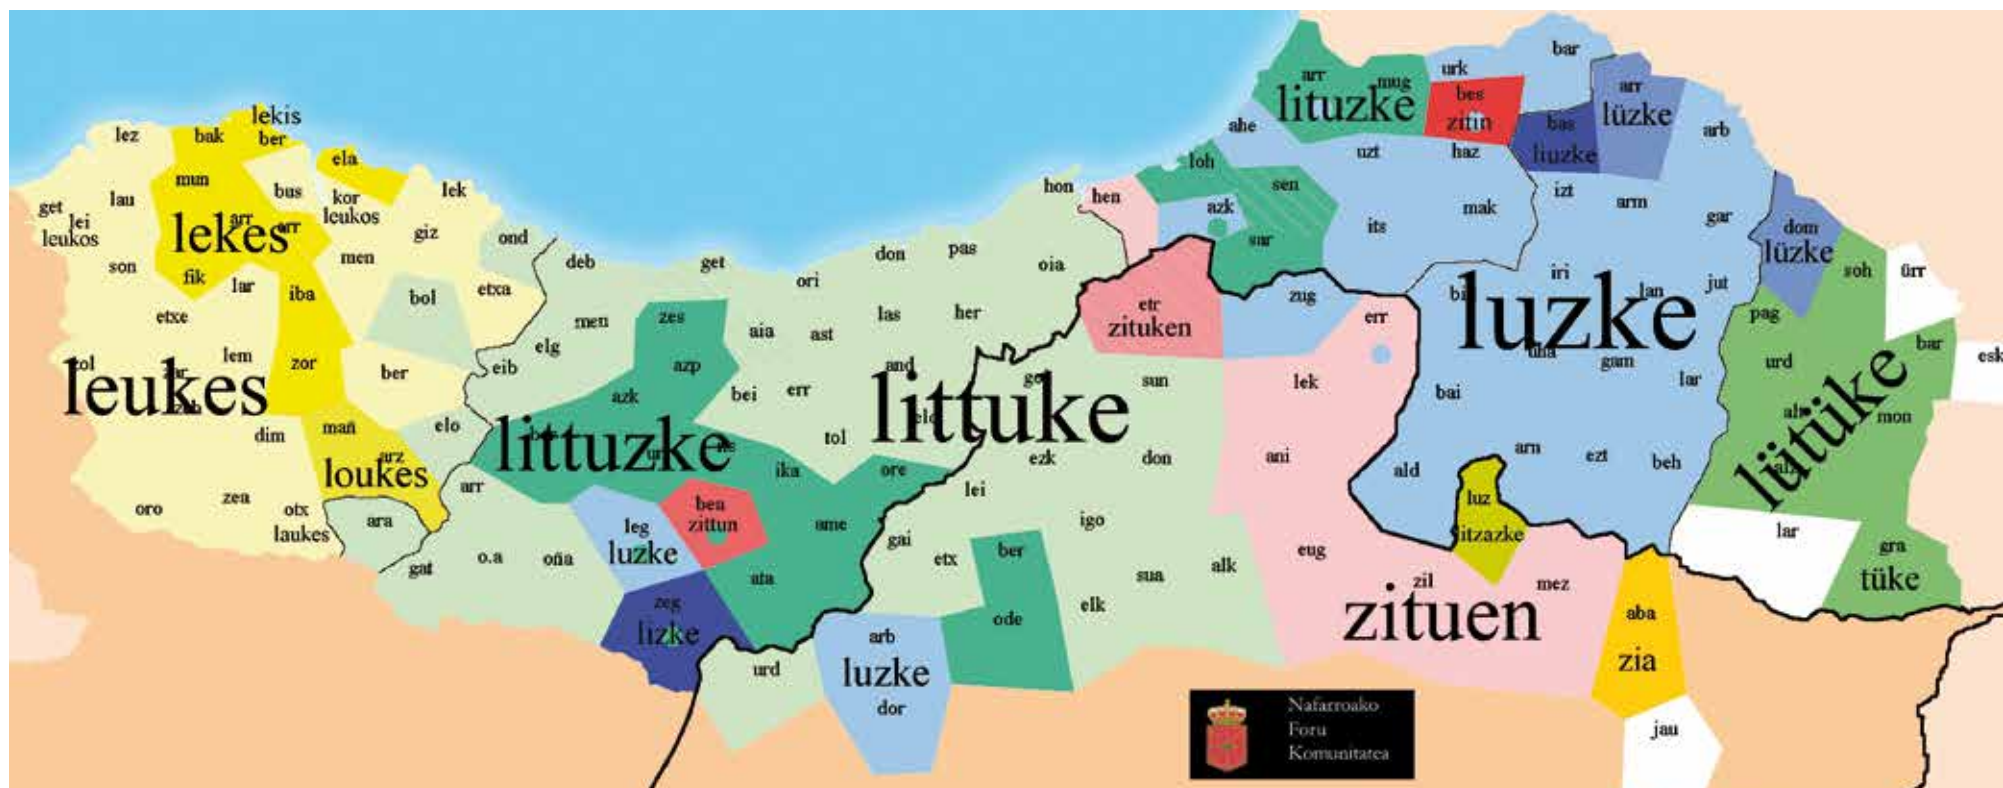 lez
bak
lekis
ber
ela
mun
bus
kor
leukos
lek
get
lei
leukos
lau
lekes
arr
arr
giz
ond
men
son
fik
lar
iba
bol
etxa
etxe
lem
zor
ber
leukes
dim
mañ
elo
arz
loukes
oro
zea
otx
laukes
ara
deb
get
ori
don
pas
hon
oia
men
zes
aia
ast
las
her
elg
eib
azp
bei
err
and
azk
littuzke
tol
ika
ore
littuke
arr
gat
o.a
oña
leg
luzke
bea
zittun
ame
ata
zeg
lizke
urd
arb
luzke
dor
gai
lei
etx
ber
ode
ezk
sun
don
igo
sua
alk
elk
hen
etr
zituken
zug
err
lek
ani
eug
zil
mez
zituen
luz
litzazke
aba
zia
jau
arr
mug
lituzke
urk
bes
zitin
bar
bas
liuzke
arr
lüzke
arb
ahe
loh
sen
azk
sar
uzt
haz
its
mak
izt
arm
gar
iri
lan
jut
luzke
uha
gam
lar
bai
ald
arn
ezt
beh
dom
lüzke
soh
ürr
pag
urd
bar
esk
mon
lütüke
lar
gra
tüke
Nafarroako
Foru
Komunitatea